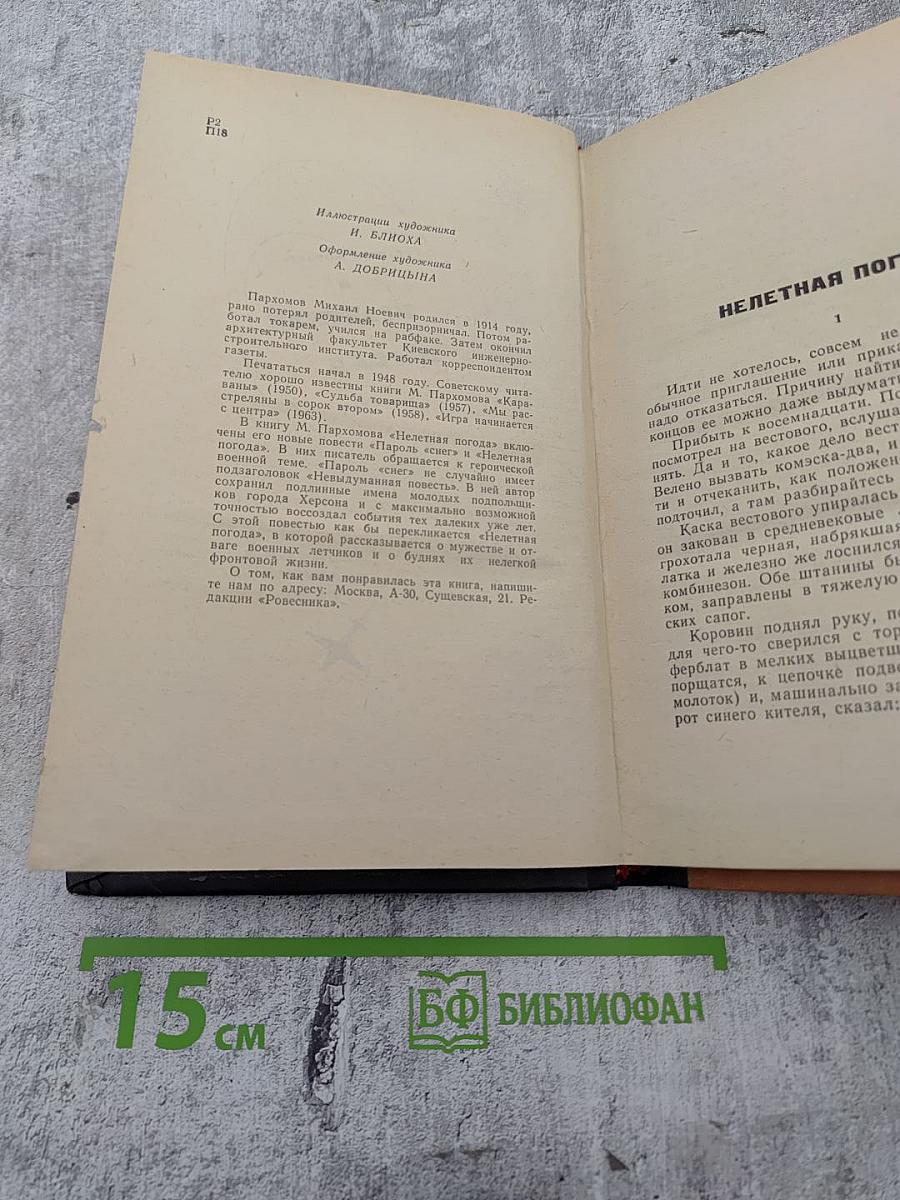 Р2
П18
Иллюстрации художника
И. БЛИОХА
Оформление художника
А. ДОБРИЦЫНА
Пархомов Михаил Ноевич родился в 1914 году,
рано потерял родителей, беспризорничал. Потом ра-
ботал токарем, учился на рабфаке. Затем окончил
архитектурный факультет Киевского инженерно-
строительного института. Работал корреспондентом
газеты.
Печататься начал в 1948 году. Советскому чита-
телю хорошо известны книги М. Пархомова «Кара-
ваны» (1950), «Судьба товарища» (1957), «Мы рас-
стреляны в сорок втором» (1958), «Игра начинается
с центра» (1963).
В книгу М. Пархомова «Нелетная погода» вклю-
чены его новые повести «Пароль «снег» и «Нелетная
погода». В них писатель обращается к героической
военной теме. «Пароль «снег» не случайно имеет
подзаголовок «Невыдуманная повесть». В ней автор
сохранил подлинные имена молодых подпольщи-
ков города Херсона и с максимально возможной
точностью воссоздал события тех далеких уже лет.
С этой повестью как бы перекликается «Нелетная
погода», в которой рассказывается о мужестве и от-
ваге военных летчиков и о буднях их нелегкой
фронтовой жизни.
О том, как вам понравилась эта книга, напиши-
те нам по адресу: Москва, А-30, Сущевская, 21. Ре-
дакции «Ровесника».
НЕЛЕТНАЯ ПОГ
1
Идти не хотелось, совсем не
обычное приглашение или прика
надо отказаться. Причину найти
концов ее можно даже выдумат
Прибыть к восемнадцати. По
посмотрел на вестового, вслуша
нять. Да и то, какое дело вест
Велено вызвать комэска-два, и
ти и отчеканить, как положен
подточил, а там разбирайтесь
Каска вестового упиралась
он закован в средневековые
грохотала черная, набрякшая
латка и железно же лоснился
комбинезон. Обе штанины бы
ком, заправлены в тяжелую
ских сапог.
Коровин поднял руку, по
для чего-то сверился с тор
ферблат в мелких выцветш
порщатся, к цепочке подве
молоток) и, машинально за
рот синего кителя, сказал:
15 см
БФ БИБЛИОФАН